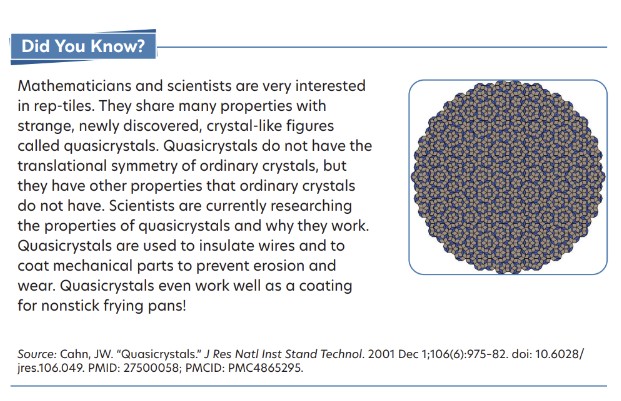 Did You Know?
Mathematicians and scientists are very interested
in rep-tiles. They share many properties with
strange, newly discovered, crystal-like figures
called quasicrystals. Quasicrystals do not have the
translational symmetry of ordinary crystals, but
they have other properties that ordinary crystals
do not have. Scientists are currently researching
the properties of quasicrystals and why they work.
Quasicrystals are used to insulate wires and to
coat mechanical parts to prevent erosion and
wear. Quasicrystals even work well as a coating
for nonstick frying pans!
Source: Cahn, JW. “Quasicrystals.” J Res Natl Inst Stand Technol. 2001 Dec 1;106(6):975–82. doi: 10.6028/
jres.106.049. PMID: 27500058; PMCID: PMC4865295.